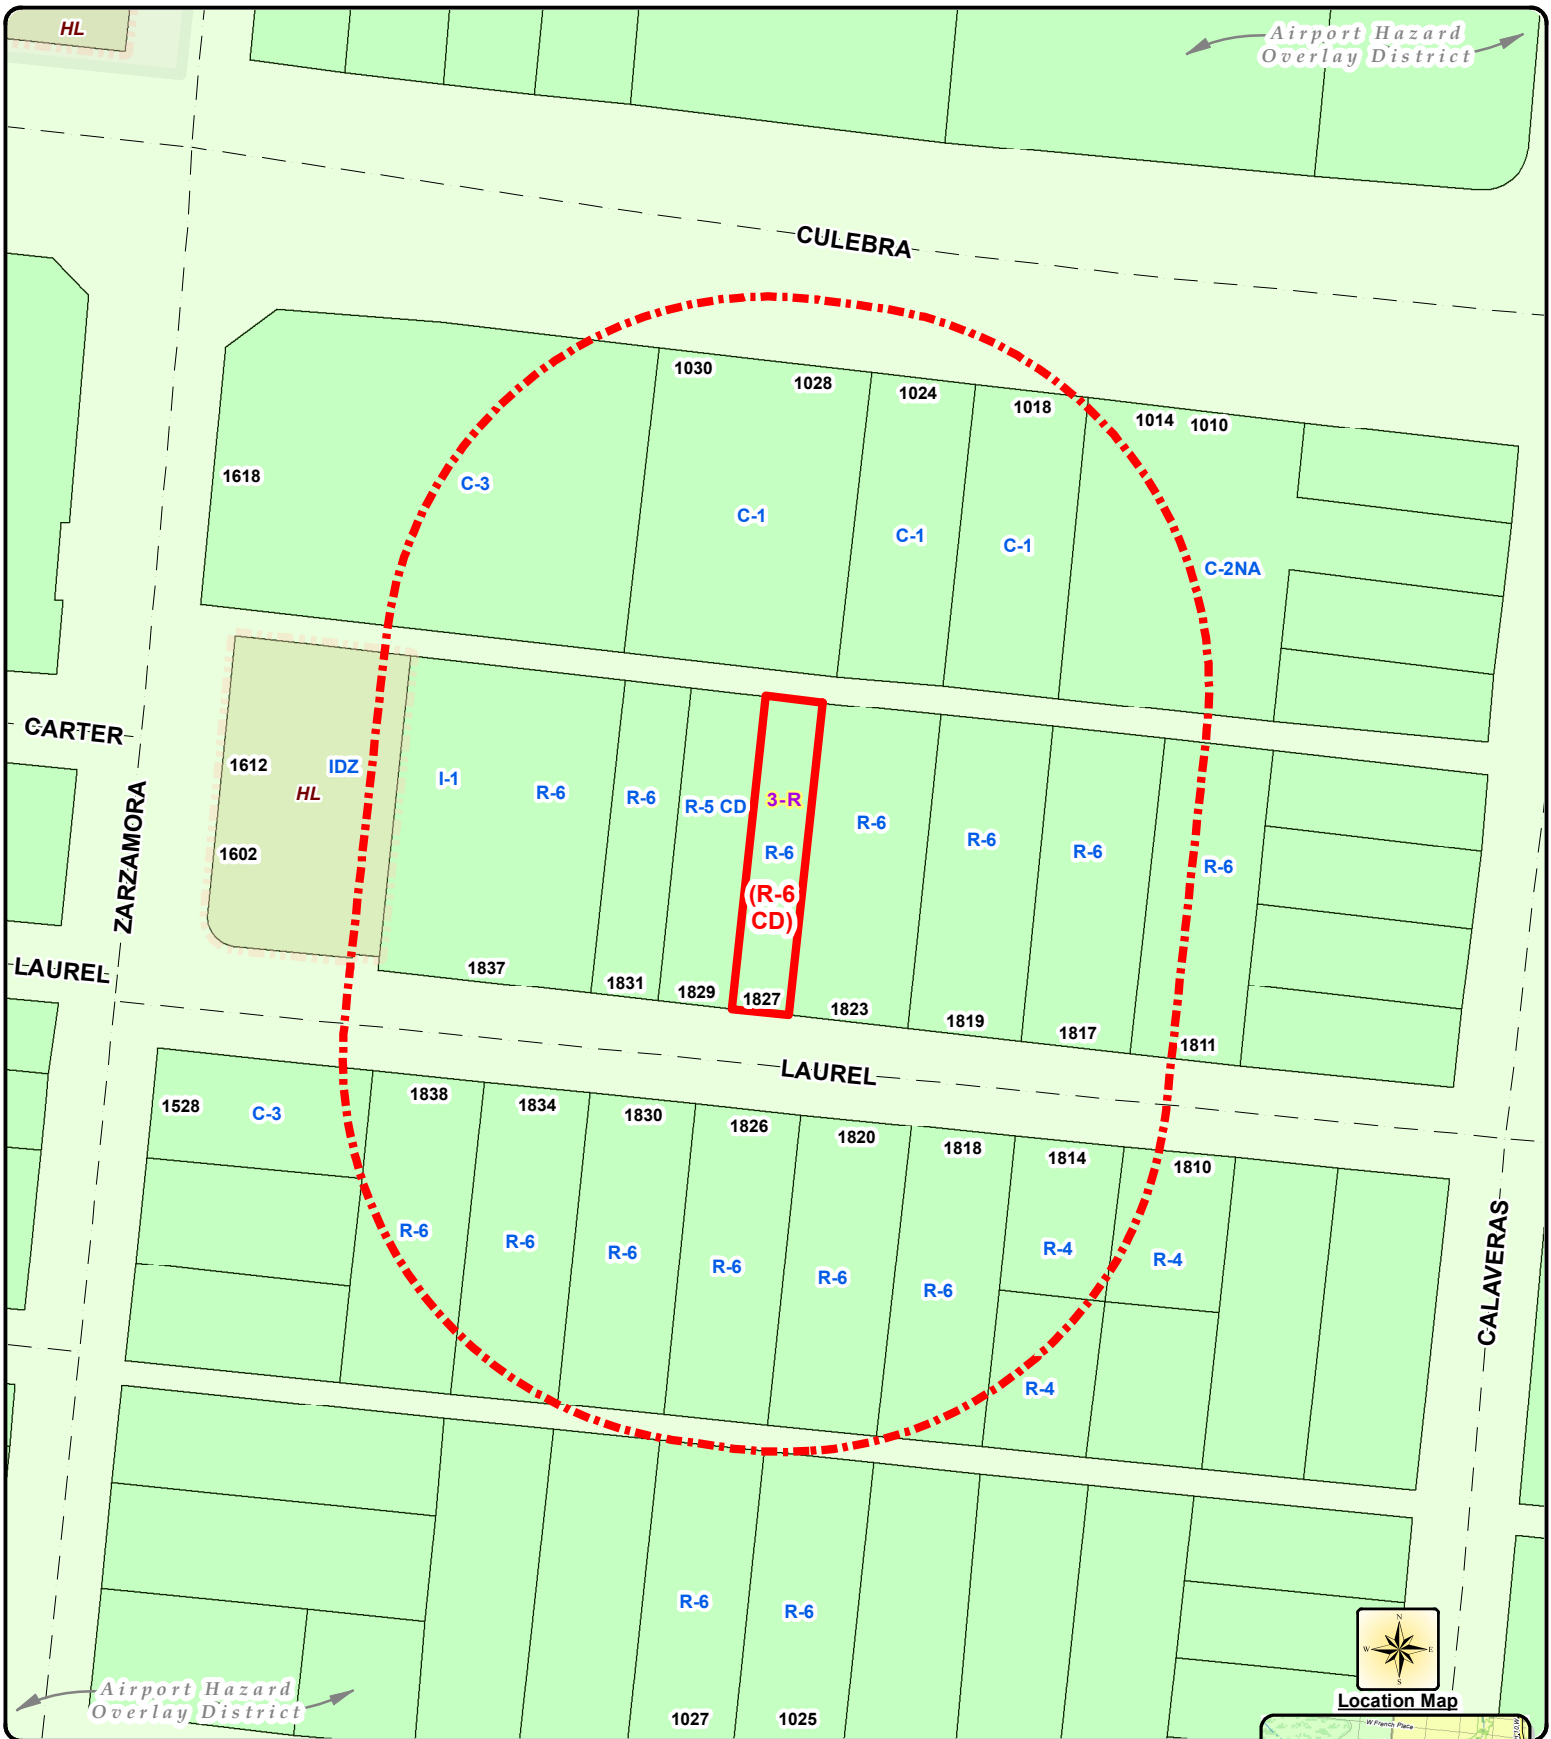 HL
Airport Hazard
Overlay District
CULEBRA
1030
1028
1024
1018
1014
1010
1618
C-3
C-1
C-1
C-1
C-2NA
CARTER
ZARZAMORA
1612
IDZ
HL
1602
I-1
R-6
R-6
R-5 CD
3-R
R-6
(R-6
CD)
R-6
R-6
R-6
R-6
1837
1831
1829
1827
1823
1819
1817
1811
LAUREL
LAUREL
1528
C-3
1838
1834
1830
1826
1820
1818
1814
1810
R-6
R-6
R-6
R-6
R-6
R-6
R-4
R-4
R-4
CALAVERAS
R-6
R-6
1027
1025
Airport Hazard
Overlay District
N
W
E
S
Location Map
W French Place